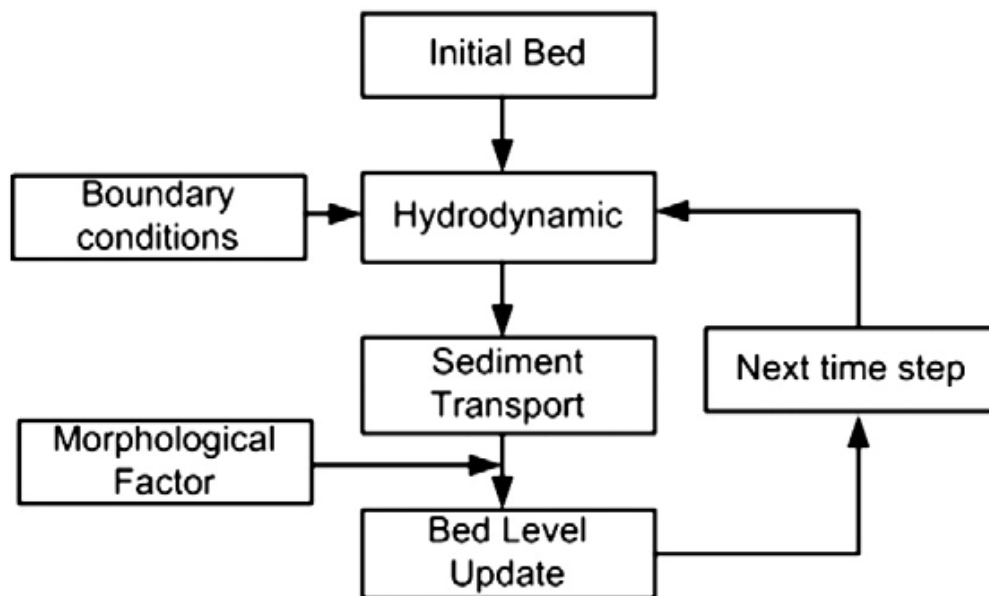 Initial Bed
Boundary
conditions
Hydrodynamic
Sediment
Transport
Next time step
Morphological
Factor
Bed Level
Update